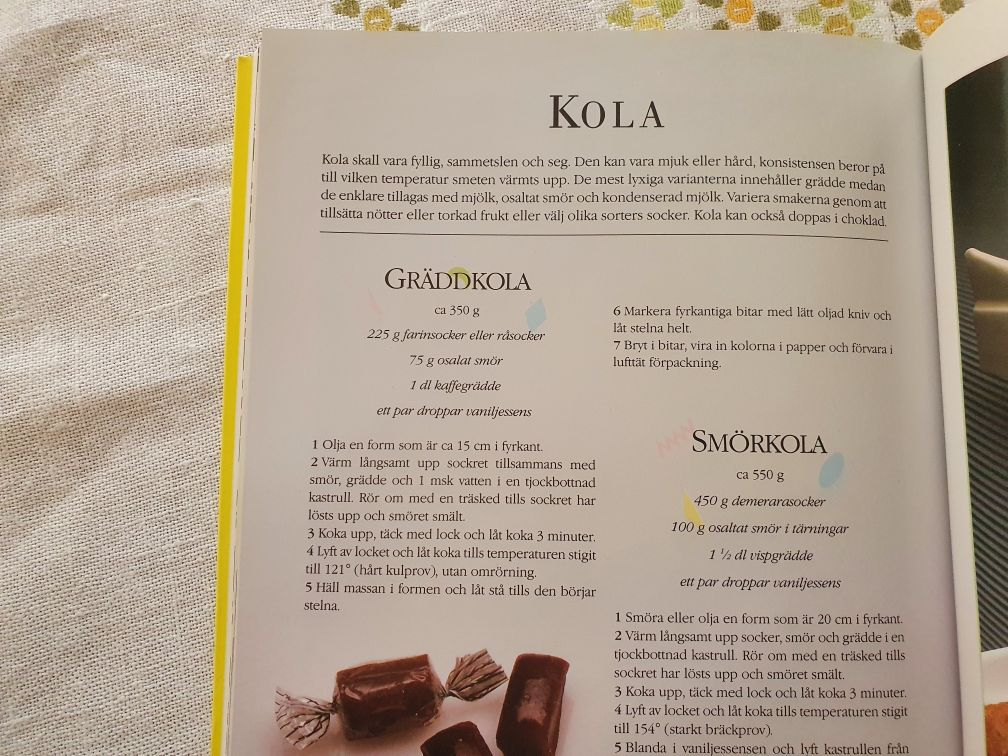 KOLA
Kola skall vara fyllig, sammetslen och seg. Den kan vara mjuk eller hård, konsistensen beror på
till vilken temperatur smeten värmts upp. De mest lyxiga varianterna innehåller grädde medan
de enklare tillagas med mjölk, osaltat smör och kondenserad mjölk. Variera smakerna genom att
tillsätta nötter eller torkad frukt eller välj olika sorters socker. Kola kan också doppas i choklad.
GRÄDDKOLA
ca 350 g
225 g farinsocker eller råsocker
75 g osalat smör
1 dl kaffegrädde
ett par droppar vaniljessens
1 Olja en form som är ca 15 cm i fyrkant.
2 Värm långsamt upp sockret tillsammans med
smör, grädde och 1 msk vatten i en tjockbottnad
kastrull. Rör om med en träsked tills sockret har
lösts upp och smöret smält.
3 Koka upp, täck med lock och låt koka 3 minuter.
4 Lyft av locket och låt koka tills temperaturen stigit
till 121° (hårt kulprov), utan omrörning.
5 Häll massan i formen och låt stå tills den börjar
stelna.
6 Markera fyrkantiga bitar med lätt oljad kniv och
låt stelna helt.
7 Bryt i bitar, vira in kolorna i papper och förvara i
lufttät förpackning.
SMÖRKOLA
ca 550 g
450 g demerarasocker
100 g osaltat smör i tärningar
1 ½ dl vispgrädde
ett par droppar vaniljessens
1 Smöra eller olja en form som är 20 cm i fyrkant.
2 Värm långsamt upp socker, smör och grädde i en
tjockbottnad kastrull. Rör om med en träsked tills
sockret har lösts upp och smöret smält.
3 Koka upp, täck med lock och låt koka 3 minuter.
4 Lyft av locket och låt koka tills temperaturen stigit
till 154° (starkt bräckprov).
5 Blanda i vaniljessensen och lyft kastrullen från